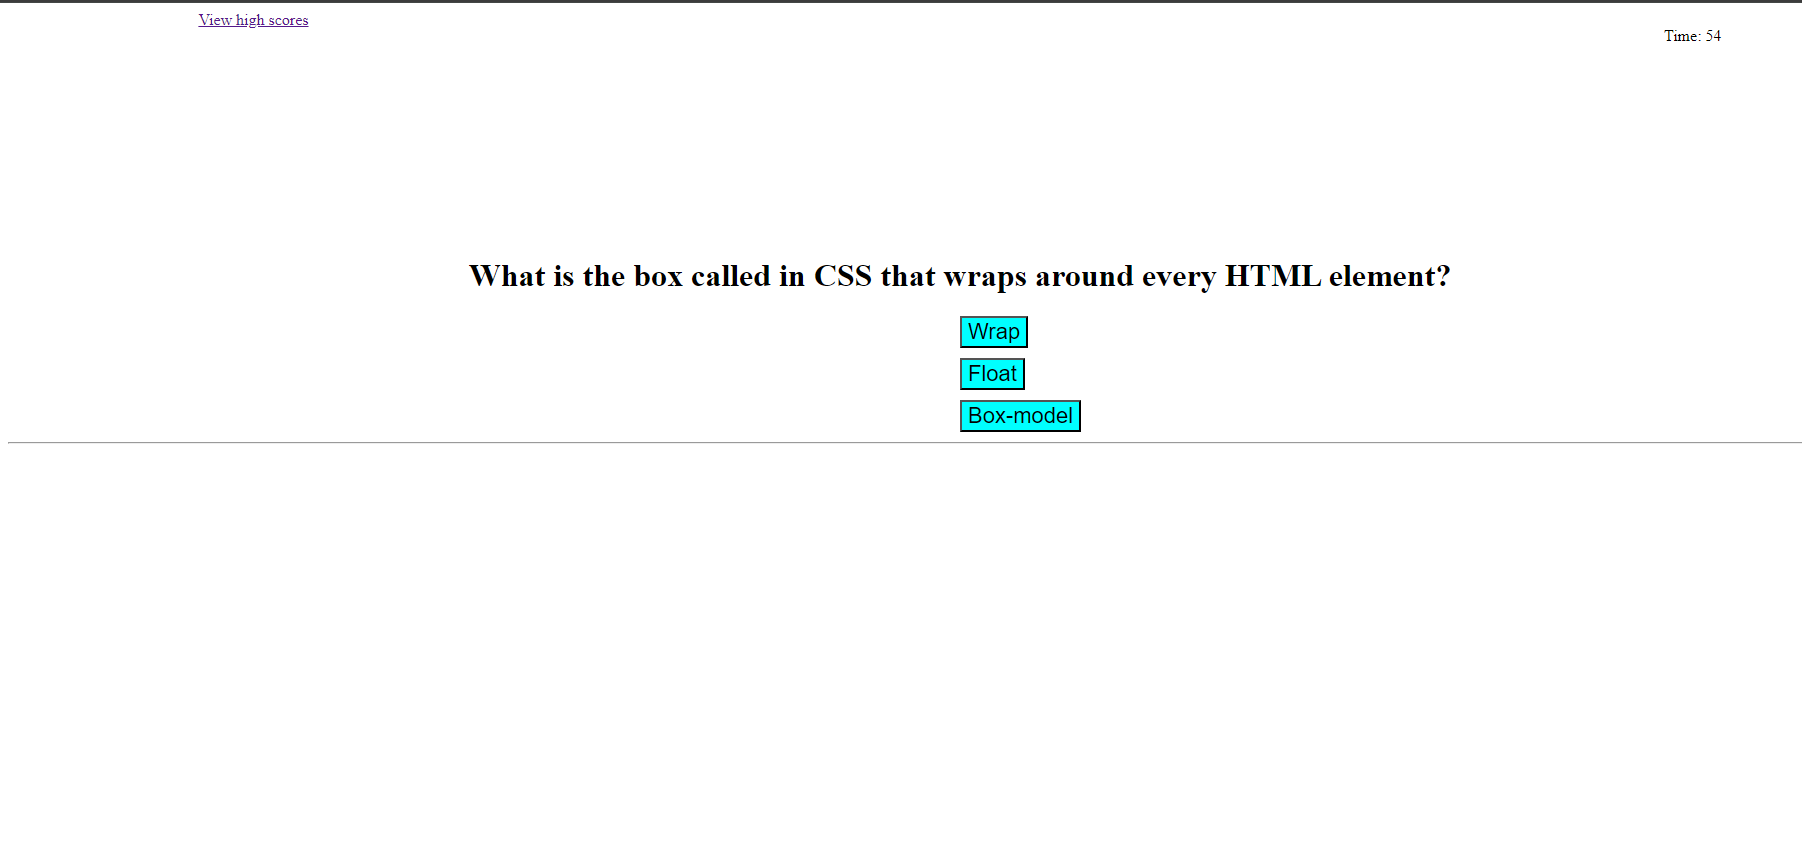 View high scores
Time: 54
What is the box called in CSS that wraps around every HTML element?
Wrap
Float
Box-model